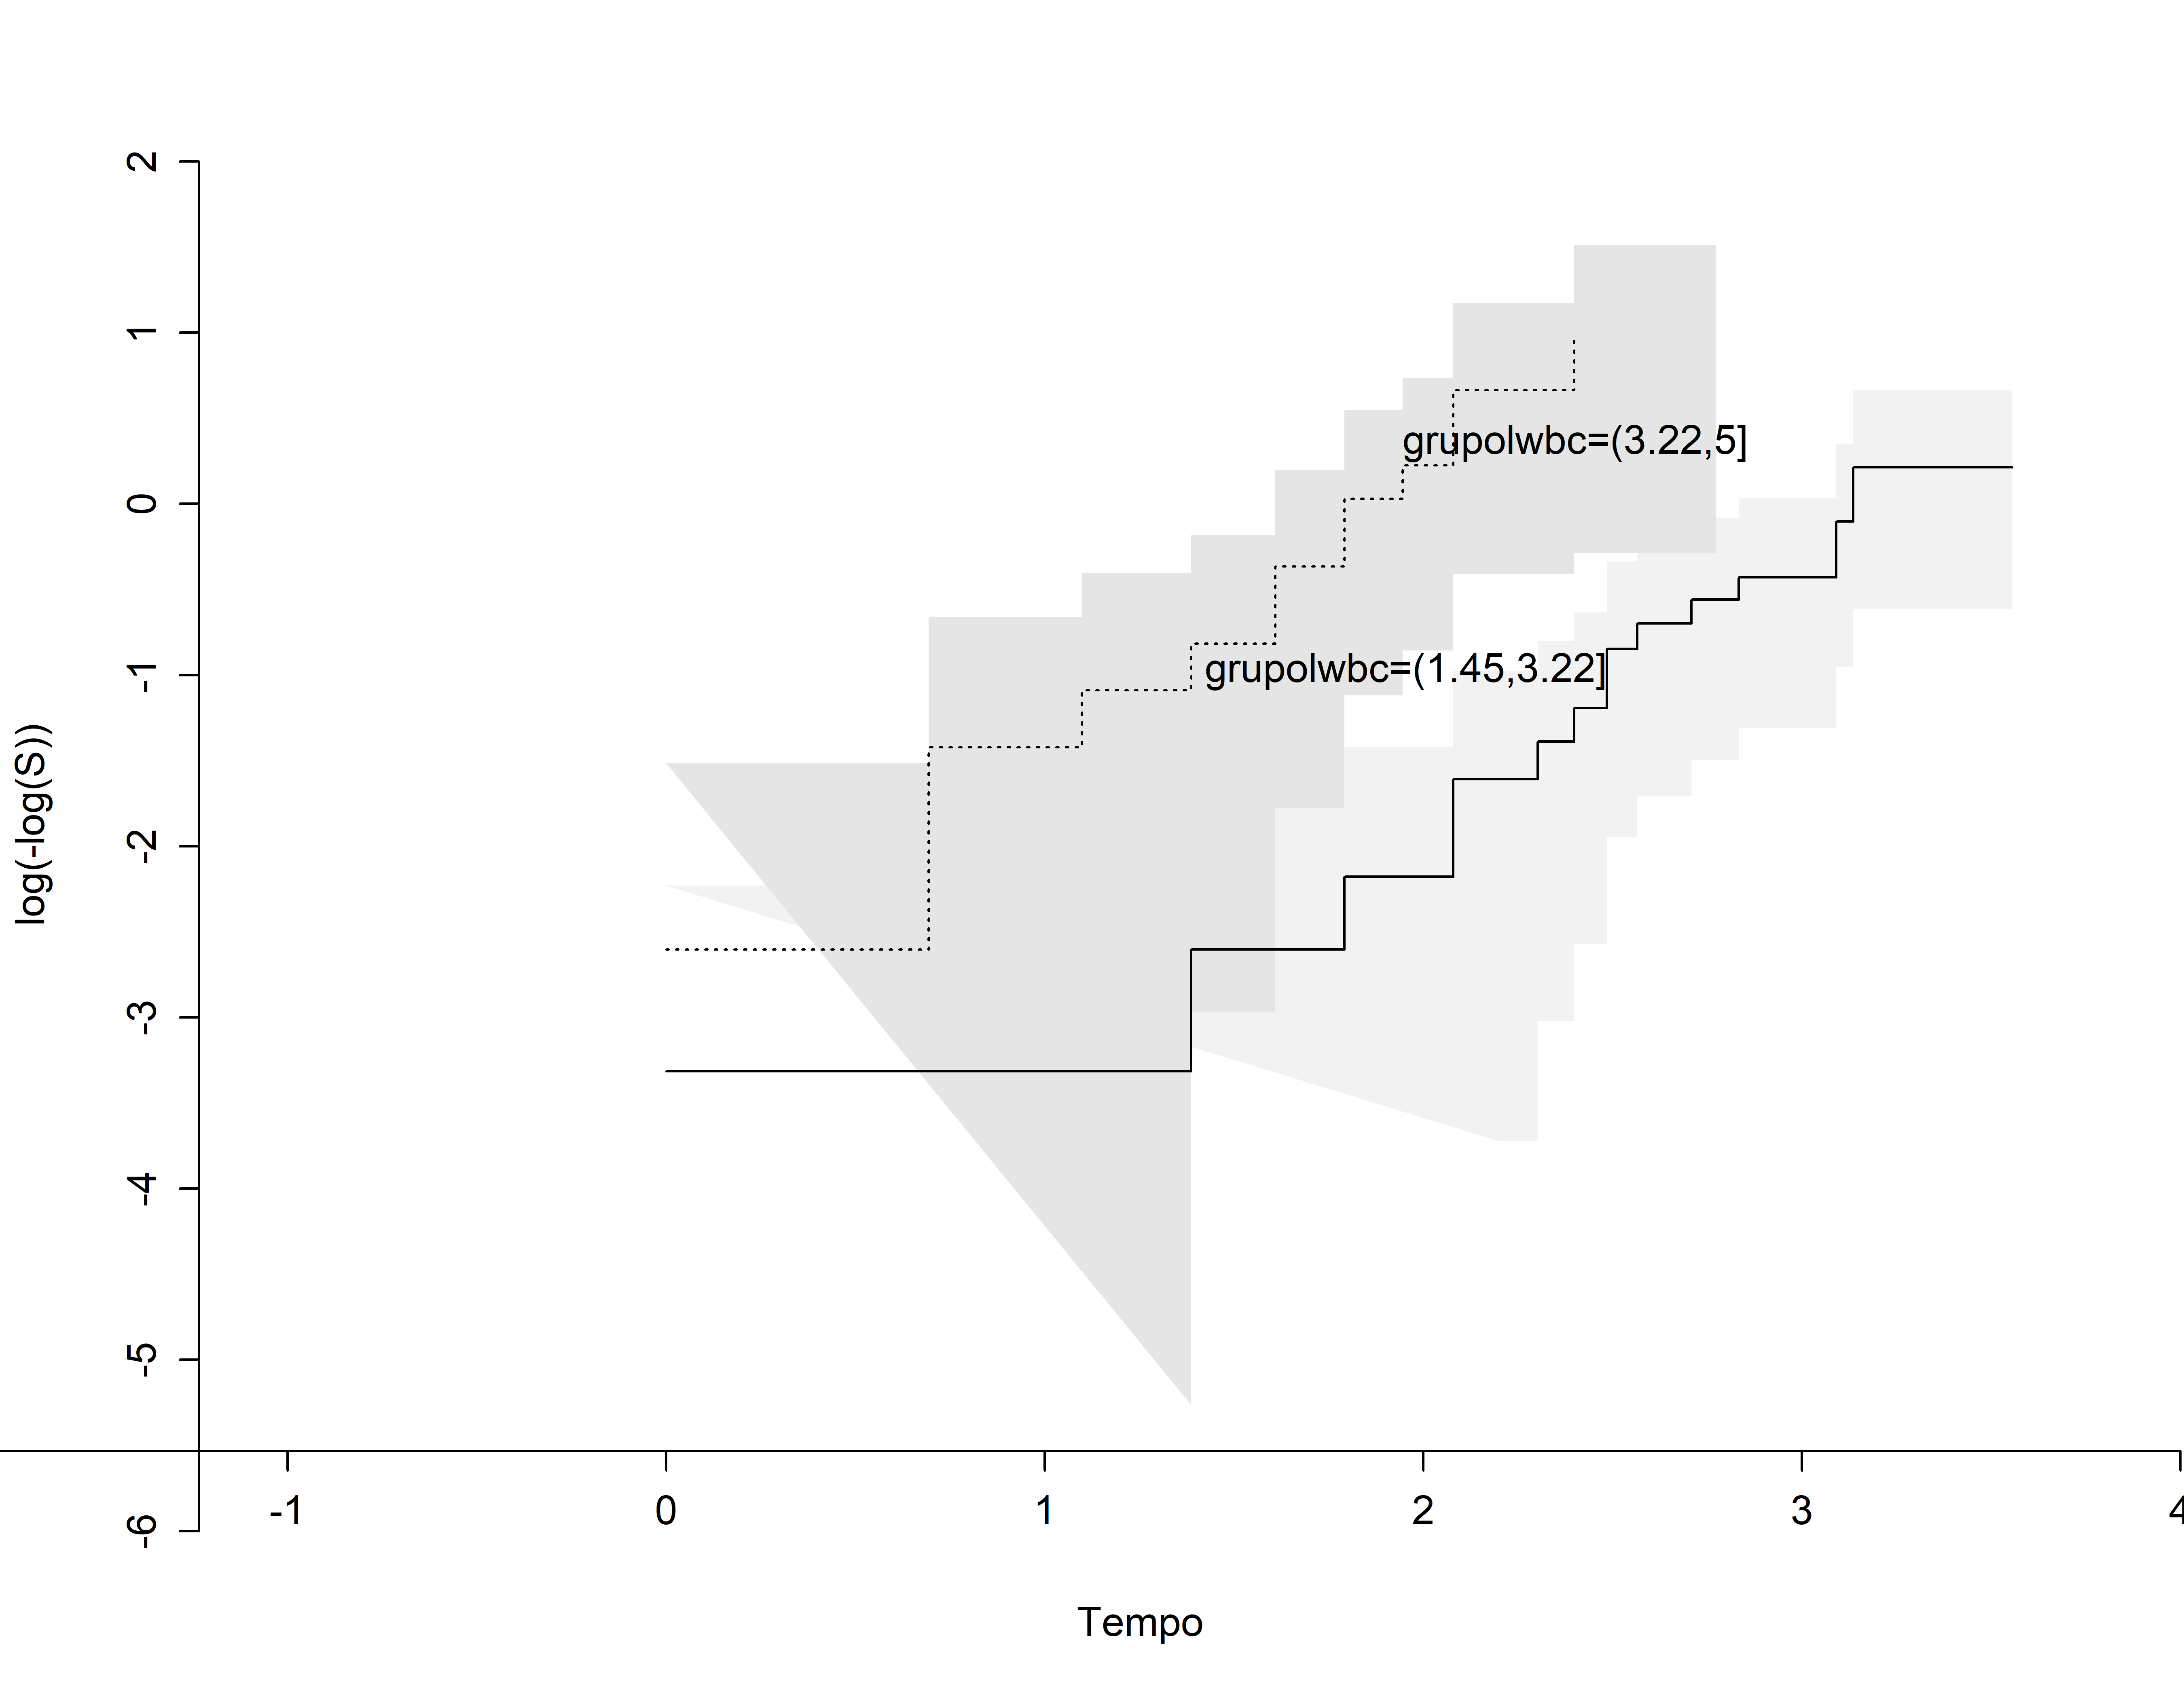 2
1
0
-1
-2
-3
-4
-5
-6
log(-log(S))
grupolwbc=(3.22,5]
grupolwbc=(1.45,3.22]
-1 0 1 2 3 4
Tempo